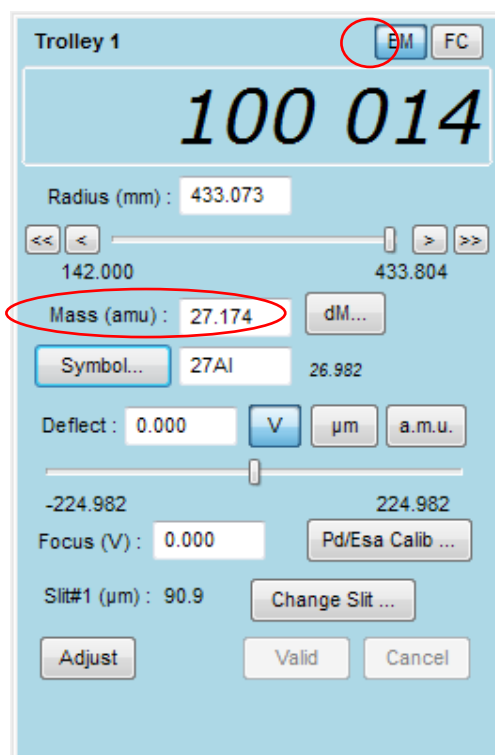 Trolley 1 EM FC
100 014
Radius (mm) : 433.073
<< < > >>
142.000 433.804
Mass (amu) : 27.174 dM...
Symbol... 27Al 26.982
Deflect : 0.000 V µm a.m.u.
-224.982 224.982
Focus (V) : 0.000 Pd/Esa Calib ...
Slit#1 (µm) : 90.9 Change Slit ...
Adjust Valid Cancel